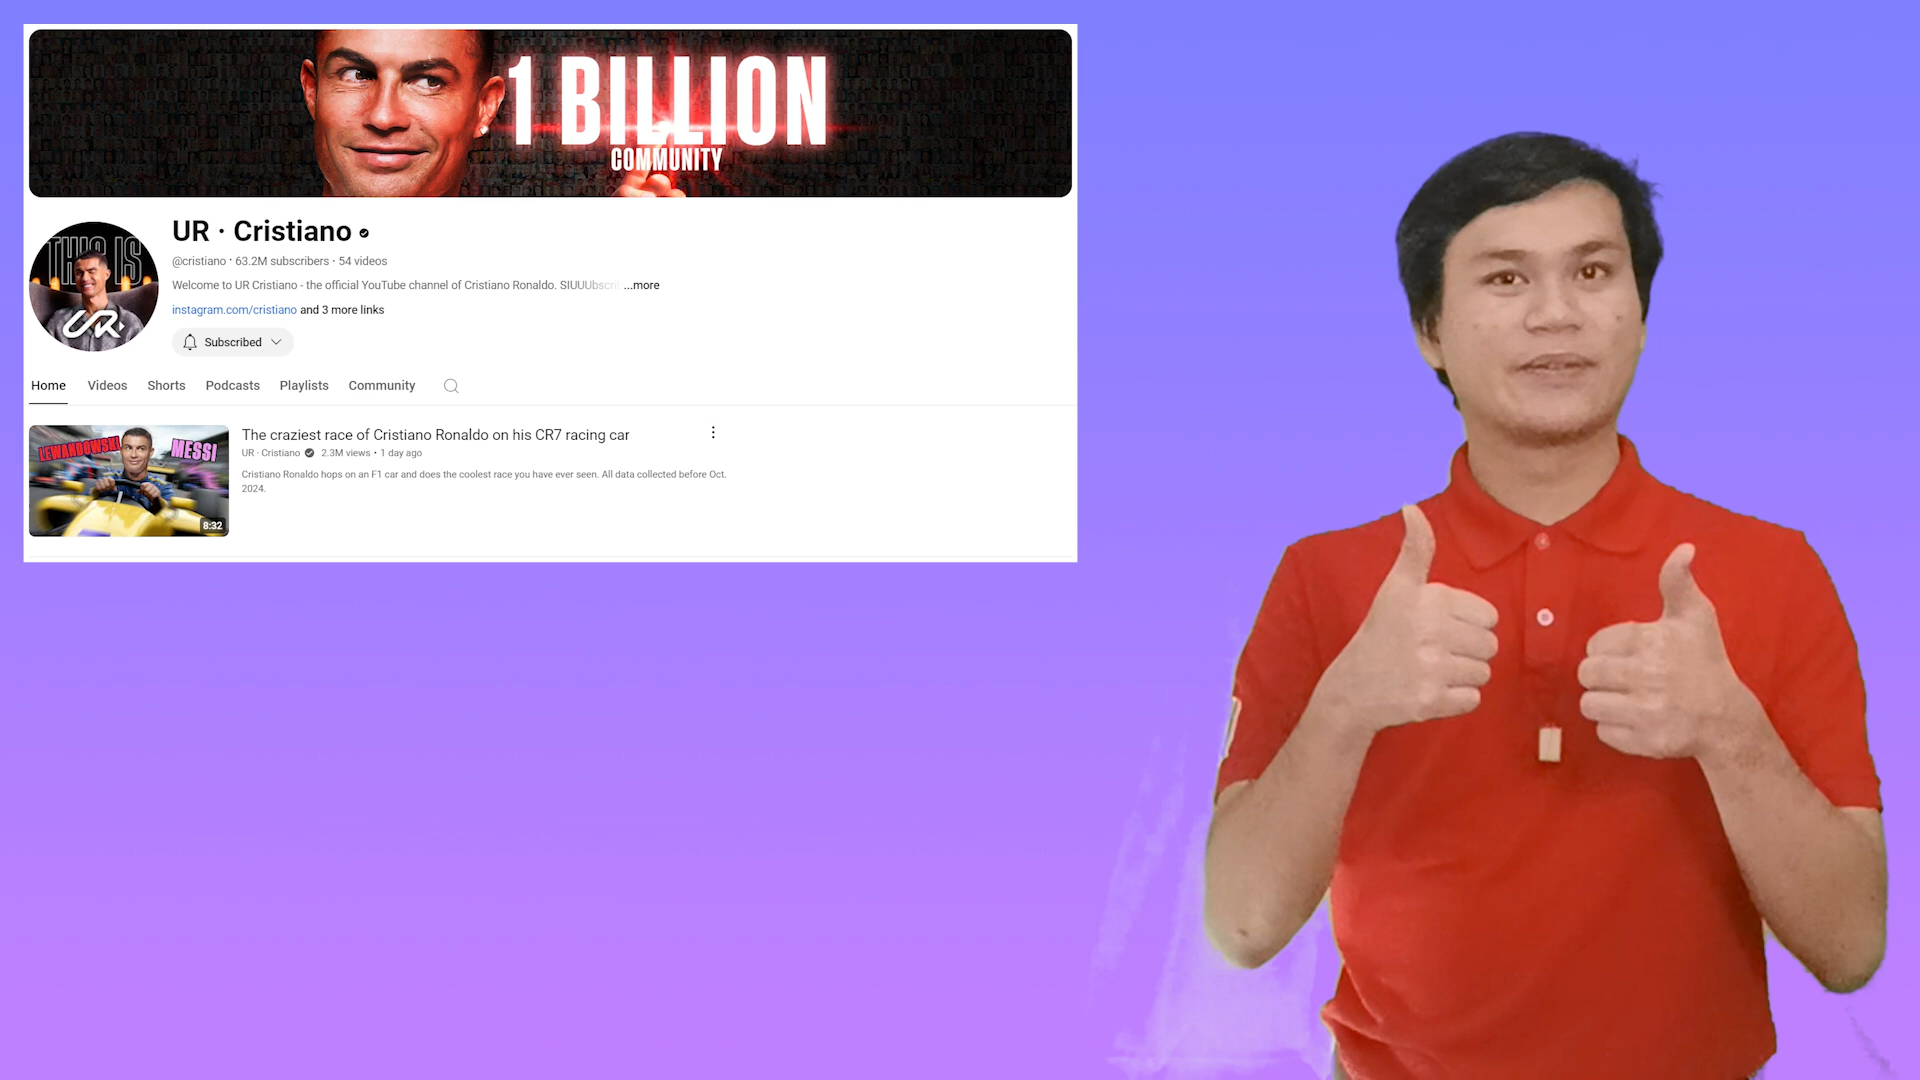 1 BILLION
COMMUNITY
THIS IS
UR
UR · Cristiano
@cristiano · 63.2M subscribers · 54 videos
Welcome to UR Cristiano - the official YouTube channel of Cristiano Ronaldo. SIUUUbscri ...more
instagram.com/cristiano and 3 more links
Subscribed
Home Videos Shorts Podcasts Playlists Community
LEWANDOWSKI
MESSI
8:32
The craziest race of Cristiano Ronaldo on his CR7 racing car
UR · Cristiano 2.3M views • 1 day ago
Cristiano Ronaldo hops on an F1 car and does the coolest race you have ever seen. All data collected before Oct.
2024.